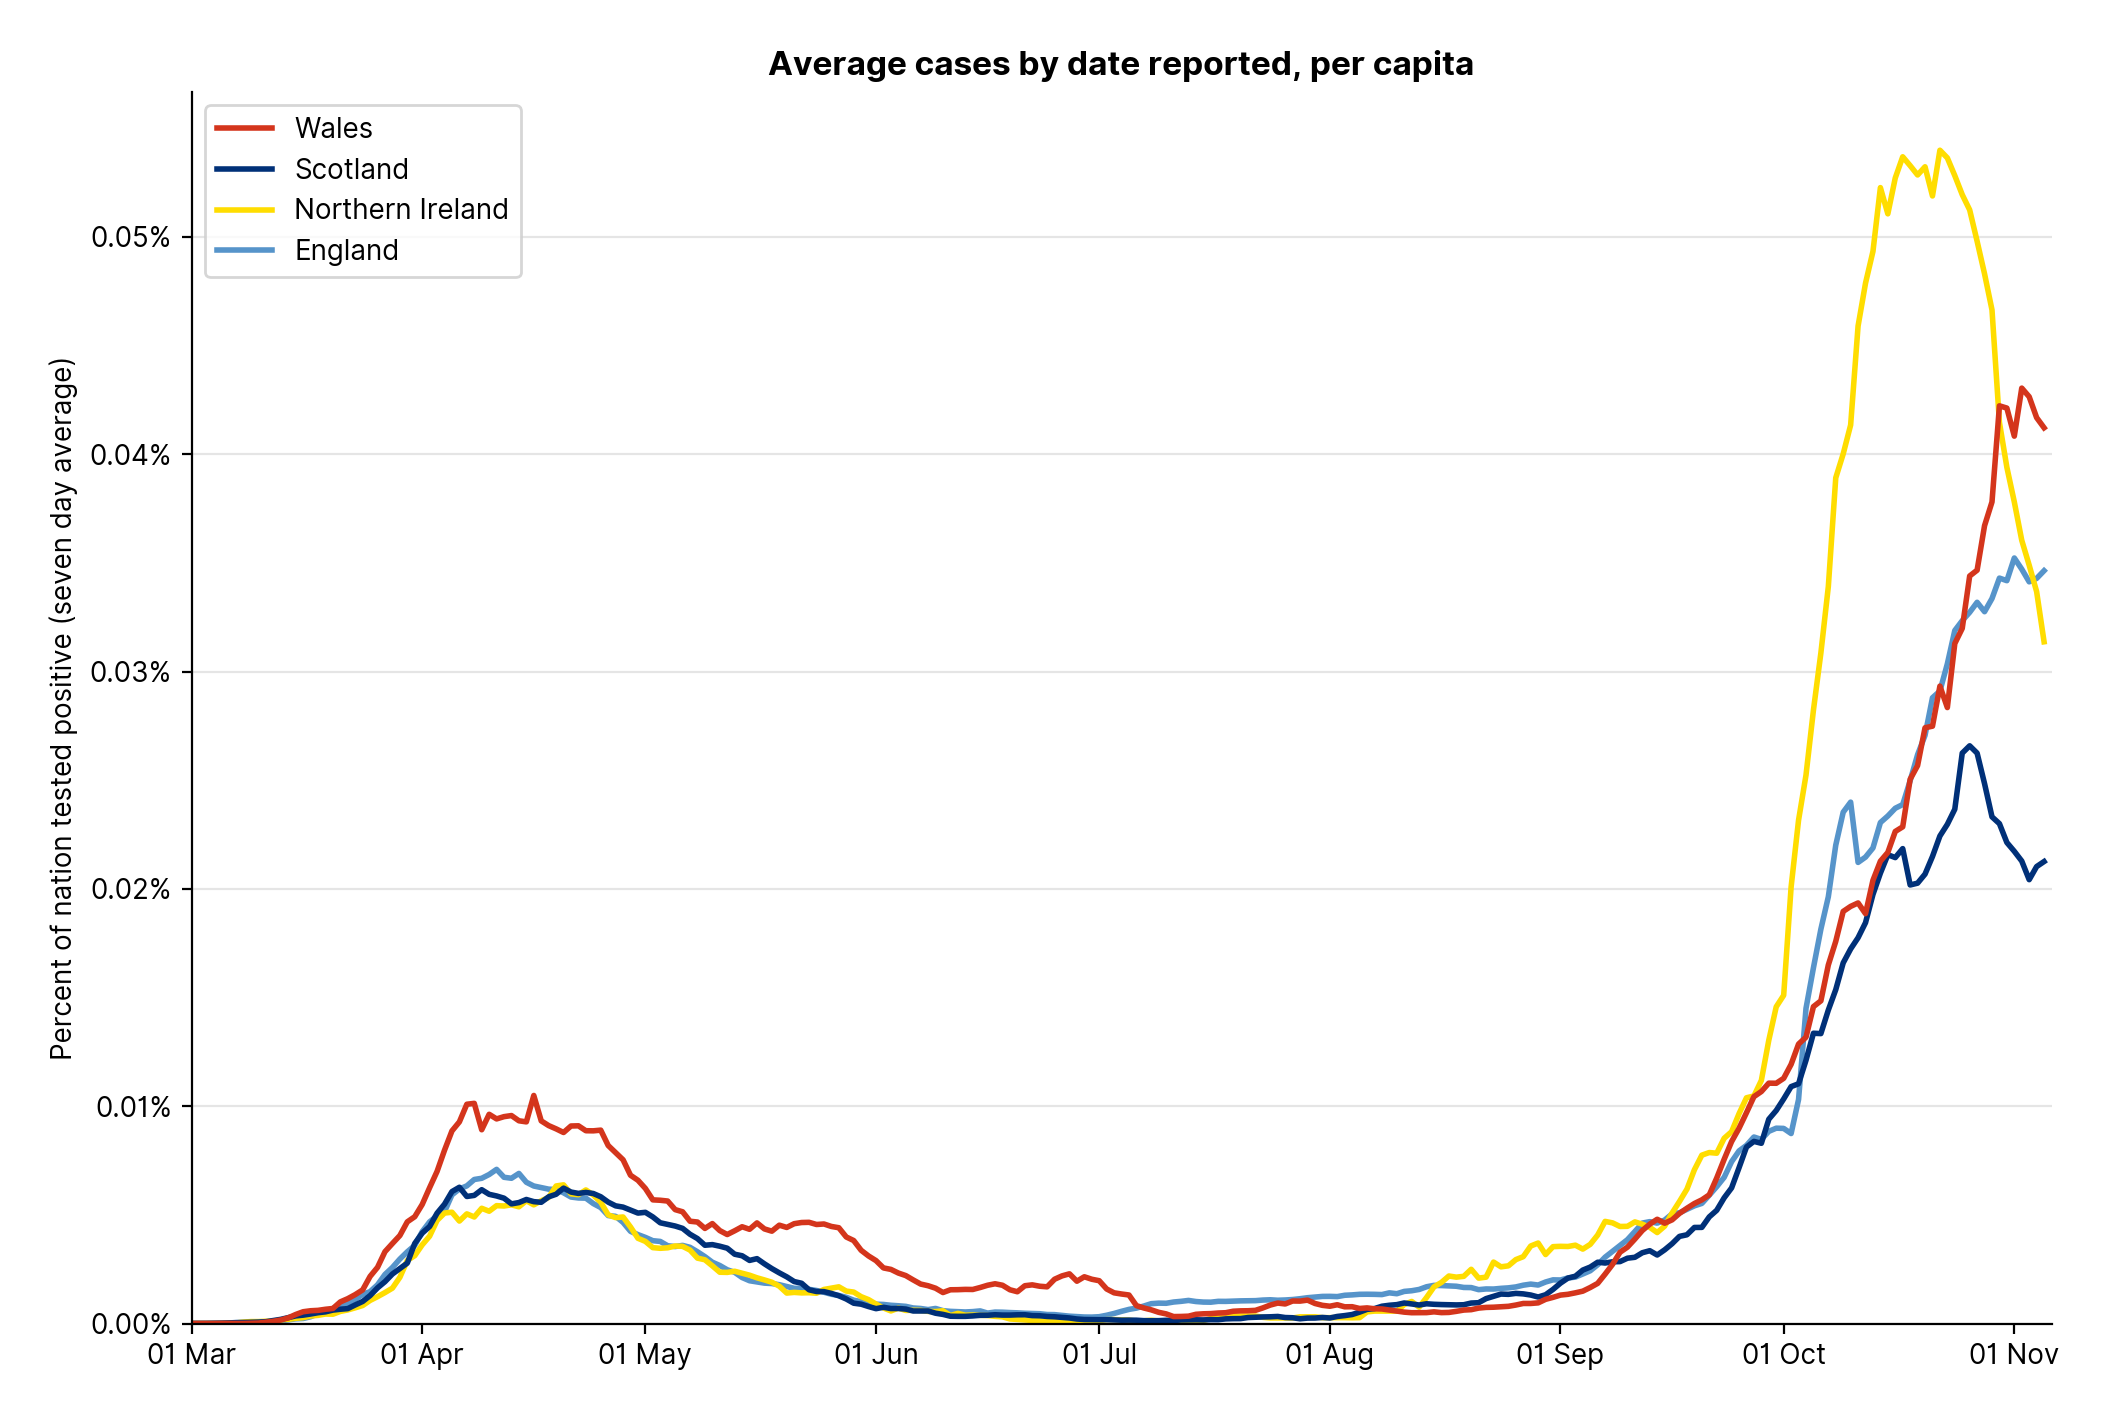 Average cases by date reported, per capita
Wales
Scotland
Northern Ireland
England
Percent of nation tested positive (seven day average)
0.05%
0.04%
0.03%
0.02%
0.01%
0.00%
01 Mar
01 Apr
01 May
01 Jun
01 Jul
01 Aug
01 Sep
01 Oct
01 Nov